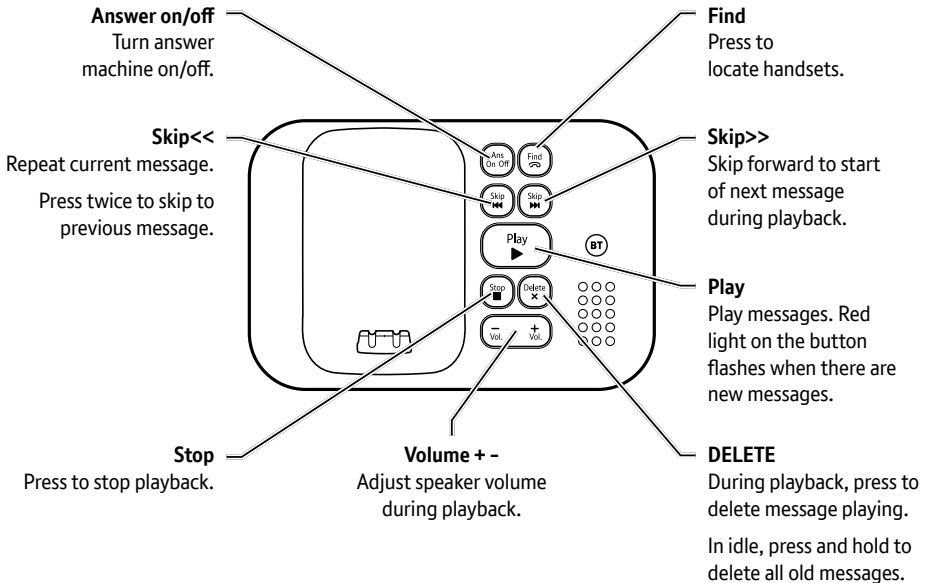 Answer on/off
Turn answer
machine on/off.
Find
Press to
locate handsets.
Skip<<
Repeat current message.
Press twice to skip to
previous message.
Skip>>
Skip forward to start
of next message
during playback.
Ans
On Off
Find
Skip
Skip
Play
BT
Stop
Delete
–
Vol.
+
Vol.
Play
Play messages. Red
light on the button
flashes when there are
new messages.
Stop
Press to stop playback.
Volume + -
Adjust speaker volume
during playback.
DELETE
During playback, press to
delete message playing.
In idle, press and hold to
delete all old messages.